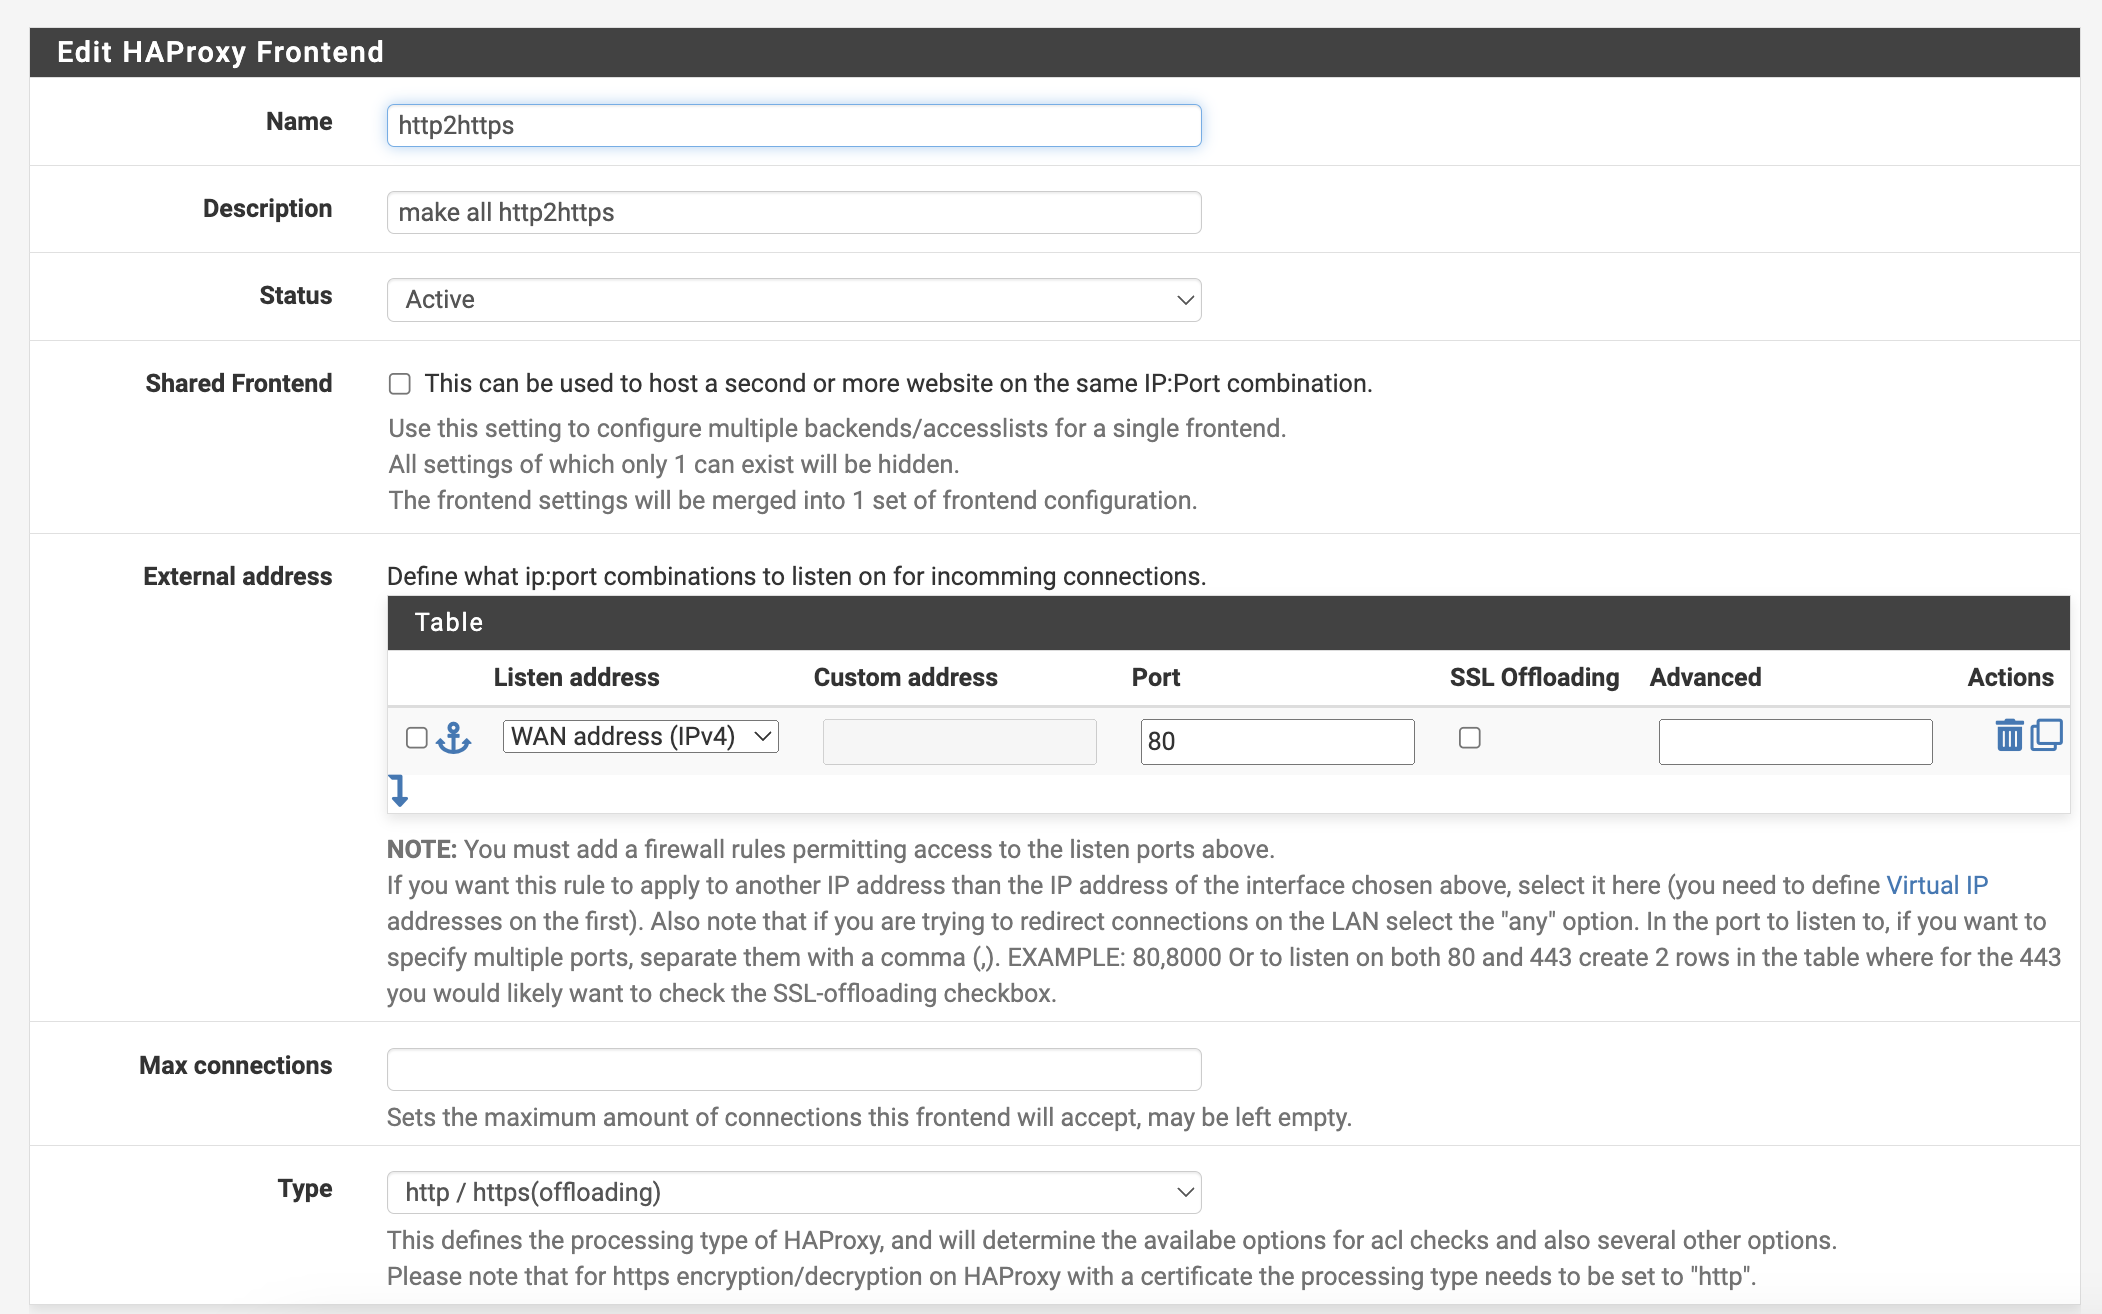 Edit HAProxy Frontend
Name
http2https
Description
make all http2https
Status
Active
Shared Frontend
This can be used to host a second or more website on the same IP:Port combination.
Use this setting to configure multiple backends/accesslists for a single frontend.
All settings of which only 1 can exist will be hidden.
The frontend settings will be merged into 1 set of frontend configuration.
External address
Define what ip:port combinations to listen on for incomming connections.
Table
Listen address Custom address Port SSL Offloading Advanced Actions
WAN address (IPv4) 80
NOTE: You must add a firewall rules permitting access to the listen ports above.
If you want this rule to apply to another IP address than the IP address of the interface chosen above, select it here (you need to define Virtual IP
addresses on the first). Also note that if you are trying to redirect connections on the LAN select the "any" option. In the port to listen to, if you want to
specify multiple ports, separate them with a comma (,). EXAMPLE: 80,8000 Or to listen on both 80 and 443 create 2 rows in the table where for the 443
you would likely want to check the SSL-offloading checkbox.
Max connections
Sets the maximum amount of connections this frontend will accept, may be left empty.
Type
http / https(offloading)
This defines the processing type of HAProxy, and will determine the availabe options for acl checks and also several other options.
Please note that for https encryption/decryption on HAProxy with a certificate the processing type needs to be set to "http".